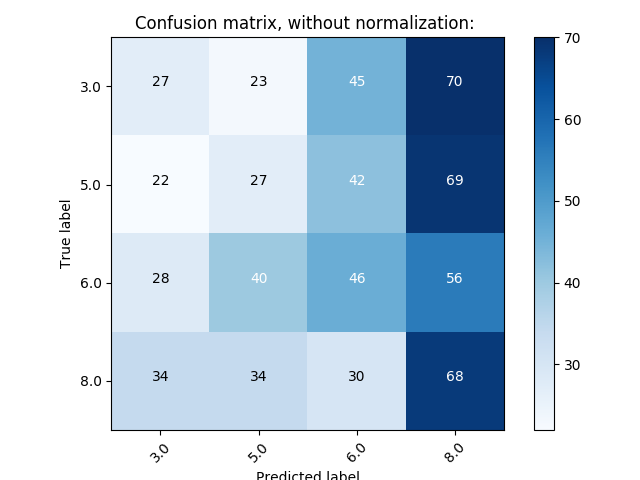 Confusion matrix, without normalization:
3.0 27 23 45 70
5.0 22 27 42 69
6.0 28 40 46 56
8.0 34 34 30 68
3.0 5.0 6.0 8.0
True label
Predicted label
70
60
50
40
30